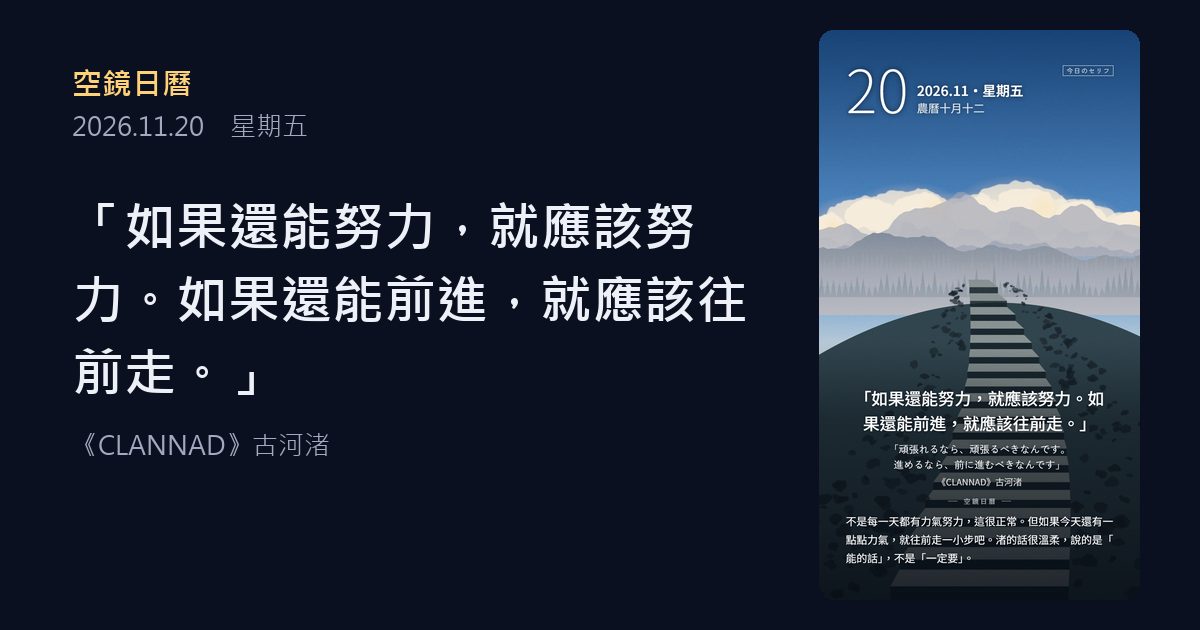 空鏡日曆
2026.11.20　星期五
「如果還能努力，就應該努
力。如果還能前進，就應該往
前走。」
《CLANNAD》古河渚
今日のセリフ
20
2026.11・星期五
農曆十月十二
「如果還能努力，就應該努力。如
果還能前進，就應該往前走。」
「頑張れるなら、頑張るべきなんです。
進めるなら、前に進むべきなんです」
《CLANNAD》古河渚
— 空鏡日曆 —
不是每一天都有力氣努力，這很正常。但如果今天還有一
點點力氣，就往前走一小步吧。渚的話很溫柔，說的是「
能的話」，不是「一定要」。